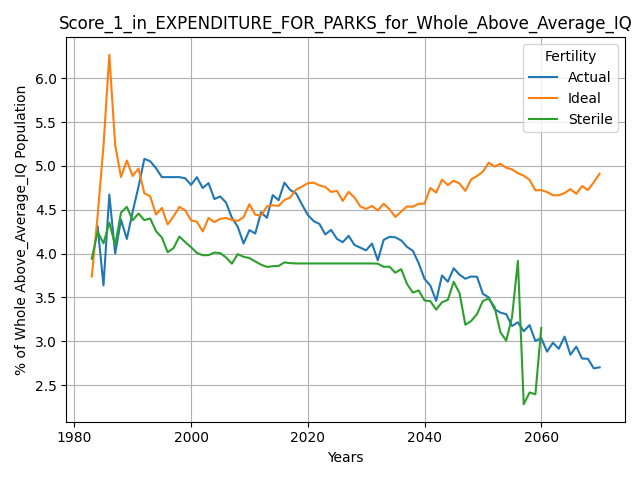 Score_1_in_EXPENDITURE_FOR_PARKS_for_Whole_Above_Average_IQ
% of Whole Above_Average_IQ Population
6.0
5.5
5.0
4.5
4.0
3.5
3.0
2.5
Fertility
Actual
Ideal
Sterile
1980
2000
2020
2040
2060
Years